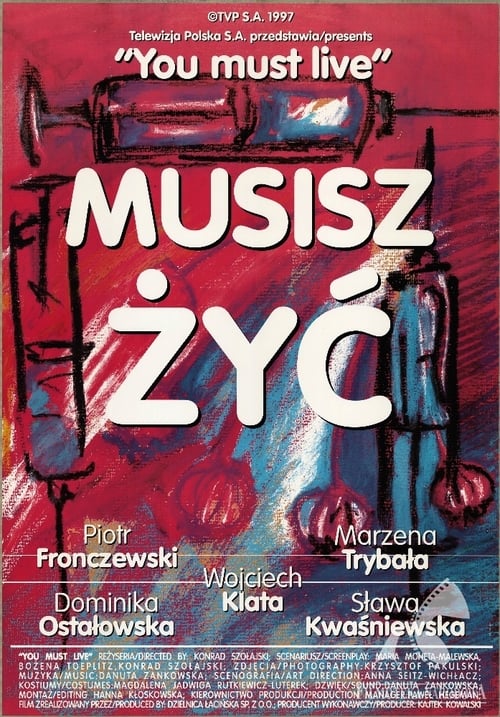 ©TVP S.A. 1997
Telewizja Polska S.A. przedstawia/presents
"You must live"
MUSISZ
ŻYĆ
Piotr
Fronczewski
Marzena
Trybała
Wojciech
Klata
Dominika
Ostałowska
Sława
Kwaśniewska
"YOU MUST LIVE" REŻYSERIA/DIRECTED BY: KONRAD SZOŁAJSKI; SCENARIUSZ/SCREENPLAY: MARIA MONETA-MALEWSKA,
BOŻENA TOEPLITZ, KONRAD SZOŁAJSKI; ZDJĘCIA/PHOTOGRAPHY: KRZYSZTOF PAKULSKI;
MUZYKA/MUSIC: DANUTA ZANKOWSKA; SCENOGRAFIA/ART DIRECTION: ANNA SEITZ-WICHŁACZ;
KOSTIUMY/COSTUMES: MAGDALENA JADWIGA RUTKIEWICZ-LUTEREK; DŹWIĘK/SOUND: DANUTA ZANKOWSKA;
MONTAŻ/EDITING HANNA KŁOSKOWSKA; KIEROWNICTWO PRODUKCJI/PRODUCTION MANAGER: PAWEŁ HEGEMAN;
FILM ZREALIZOWANY PRZEZ/PRODUCED BY: DZIELNICA ŁACIŃSKA SP. Z O.O.; PRODUCENT WYKONAWCZY/PRODUCER: KAJTEK KOWALSKI